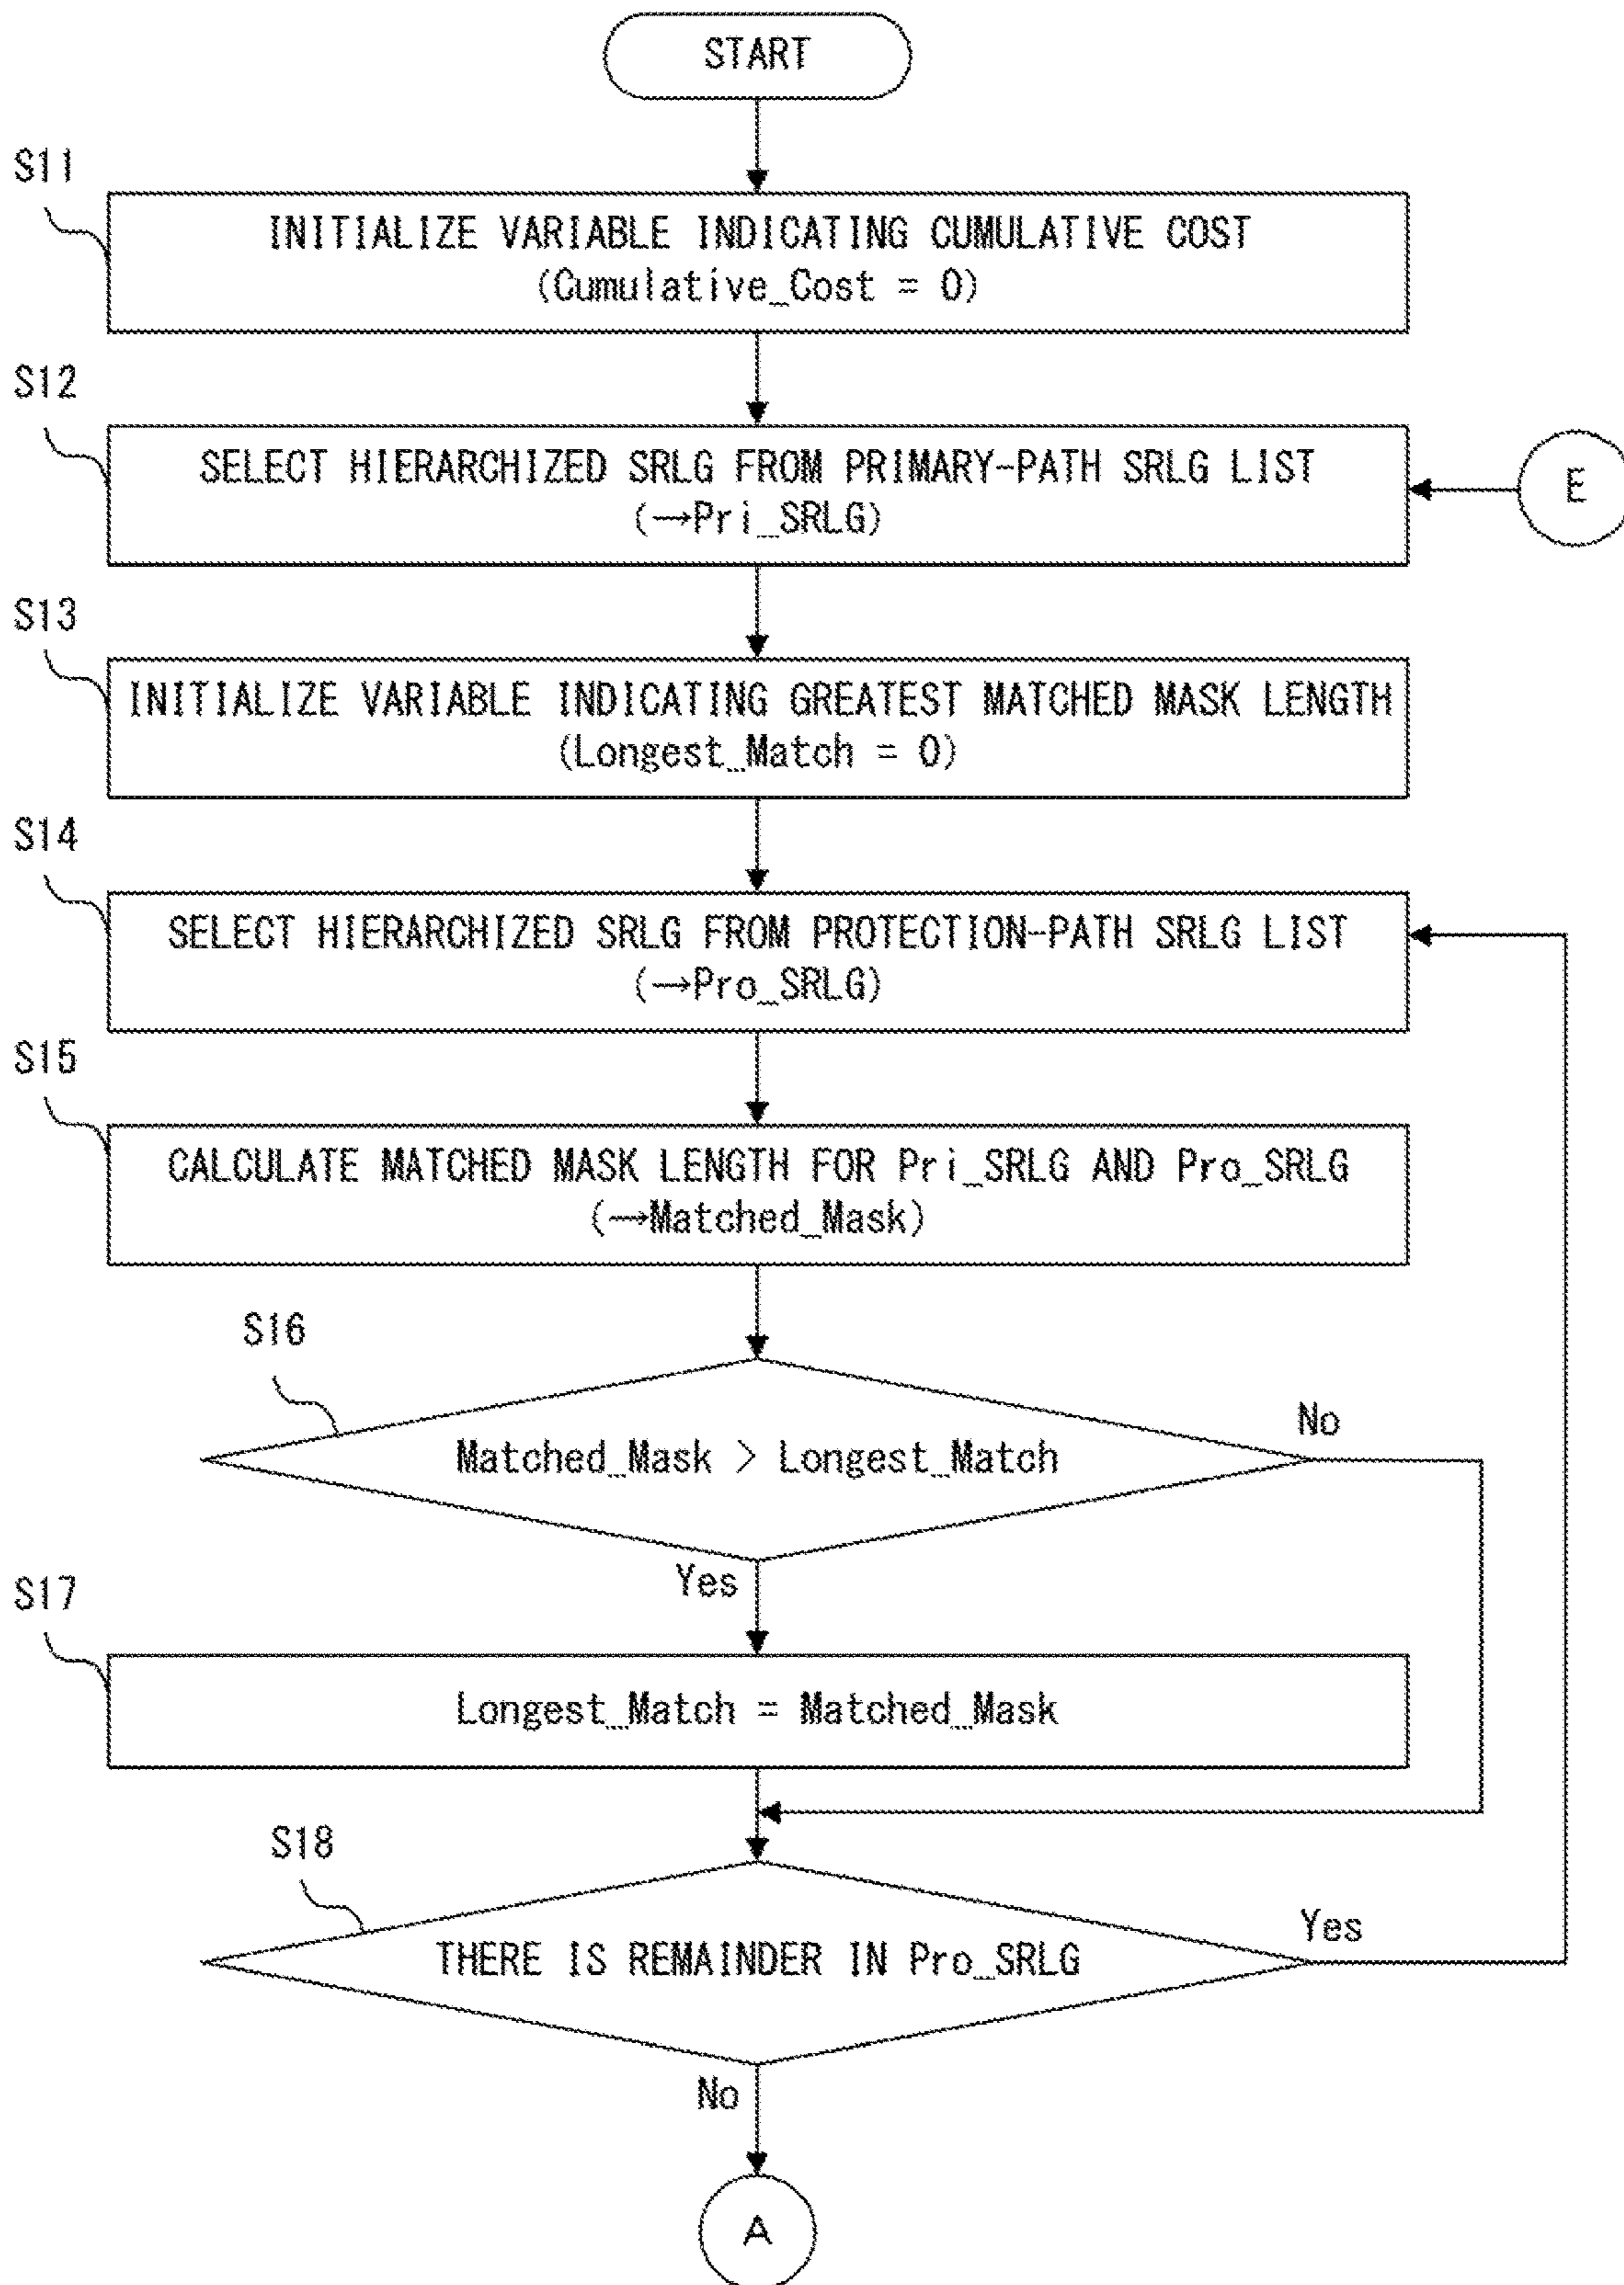 START
S11
INITIALIZE VARIABLE INDICATING CUMULATIVE COST
(Cumulative_Cost = 0)
S12
SELECT HIERARCHIZED SRLG FROM PRIMARY-PATH SRLG LIST
(→Pri_SRLG)
E
S13
INITIALIZE VARIABLE INDICATING GREATEST MATCHED MASK LENGTH
(Longest_Match = 0)
S14
SELECT HIERARCHIZED SRLG FROM PROTECTION-PATH SRLG LIST
(→Pro_SRLG)
S15
CALCULATE MATCHED MASK LENGTH FOR Pri_SRLG AND Pro_SRLG
(→Matched_Mask)
S16
Matched_Mask > Longest_Match
No
Yes
S17
Longest_Match = Matched_Mask
S18
THERE IS REMAINDER IN Pro_SRLG
Yes
No
A